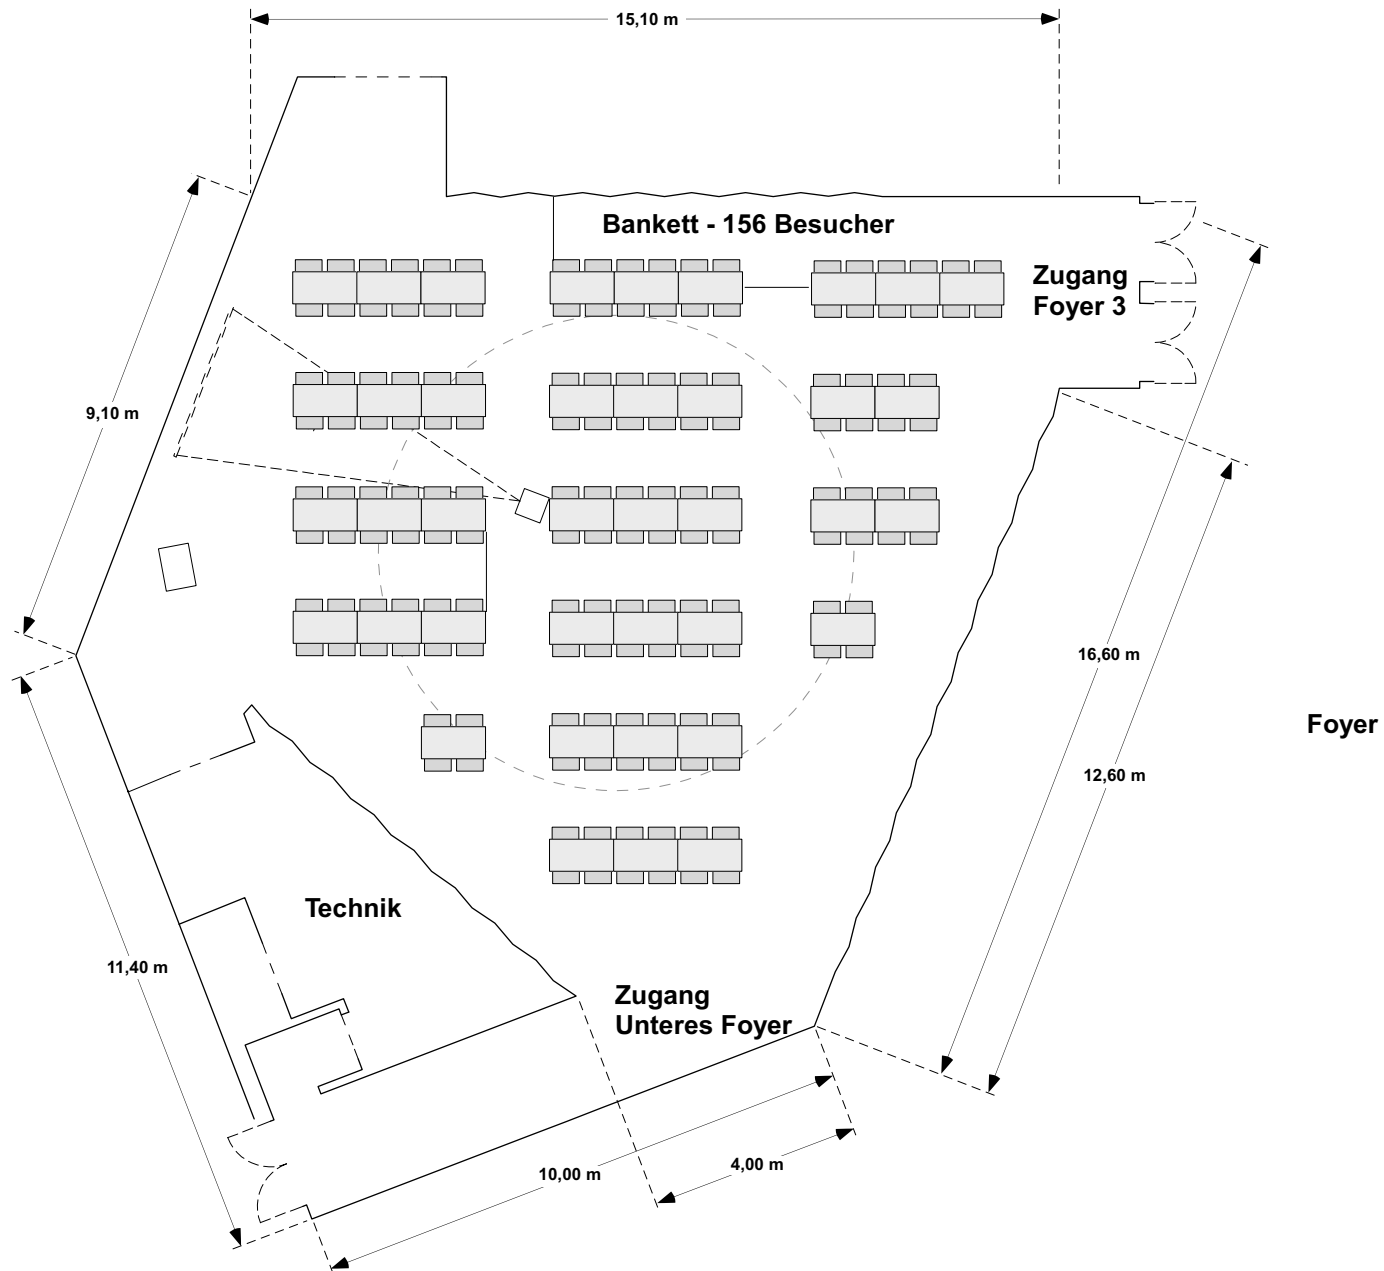 15,10 m
Bankett - 156 Besucher
Zugang
Foyer 3
9,10 m
16,60 m
Foyer
12,60 m
Technik
11,40 m
Zugang
Unteres Foyer
4,00 m
10,00 m